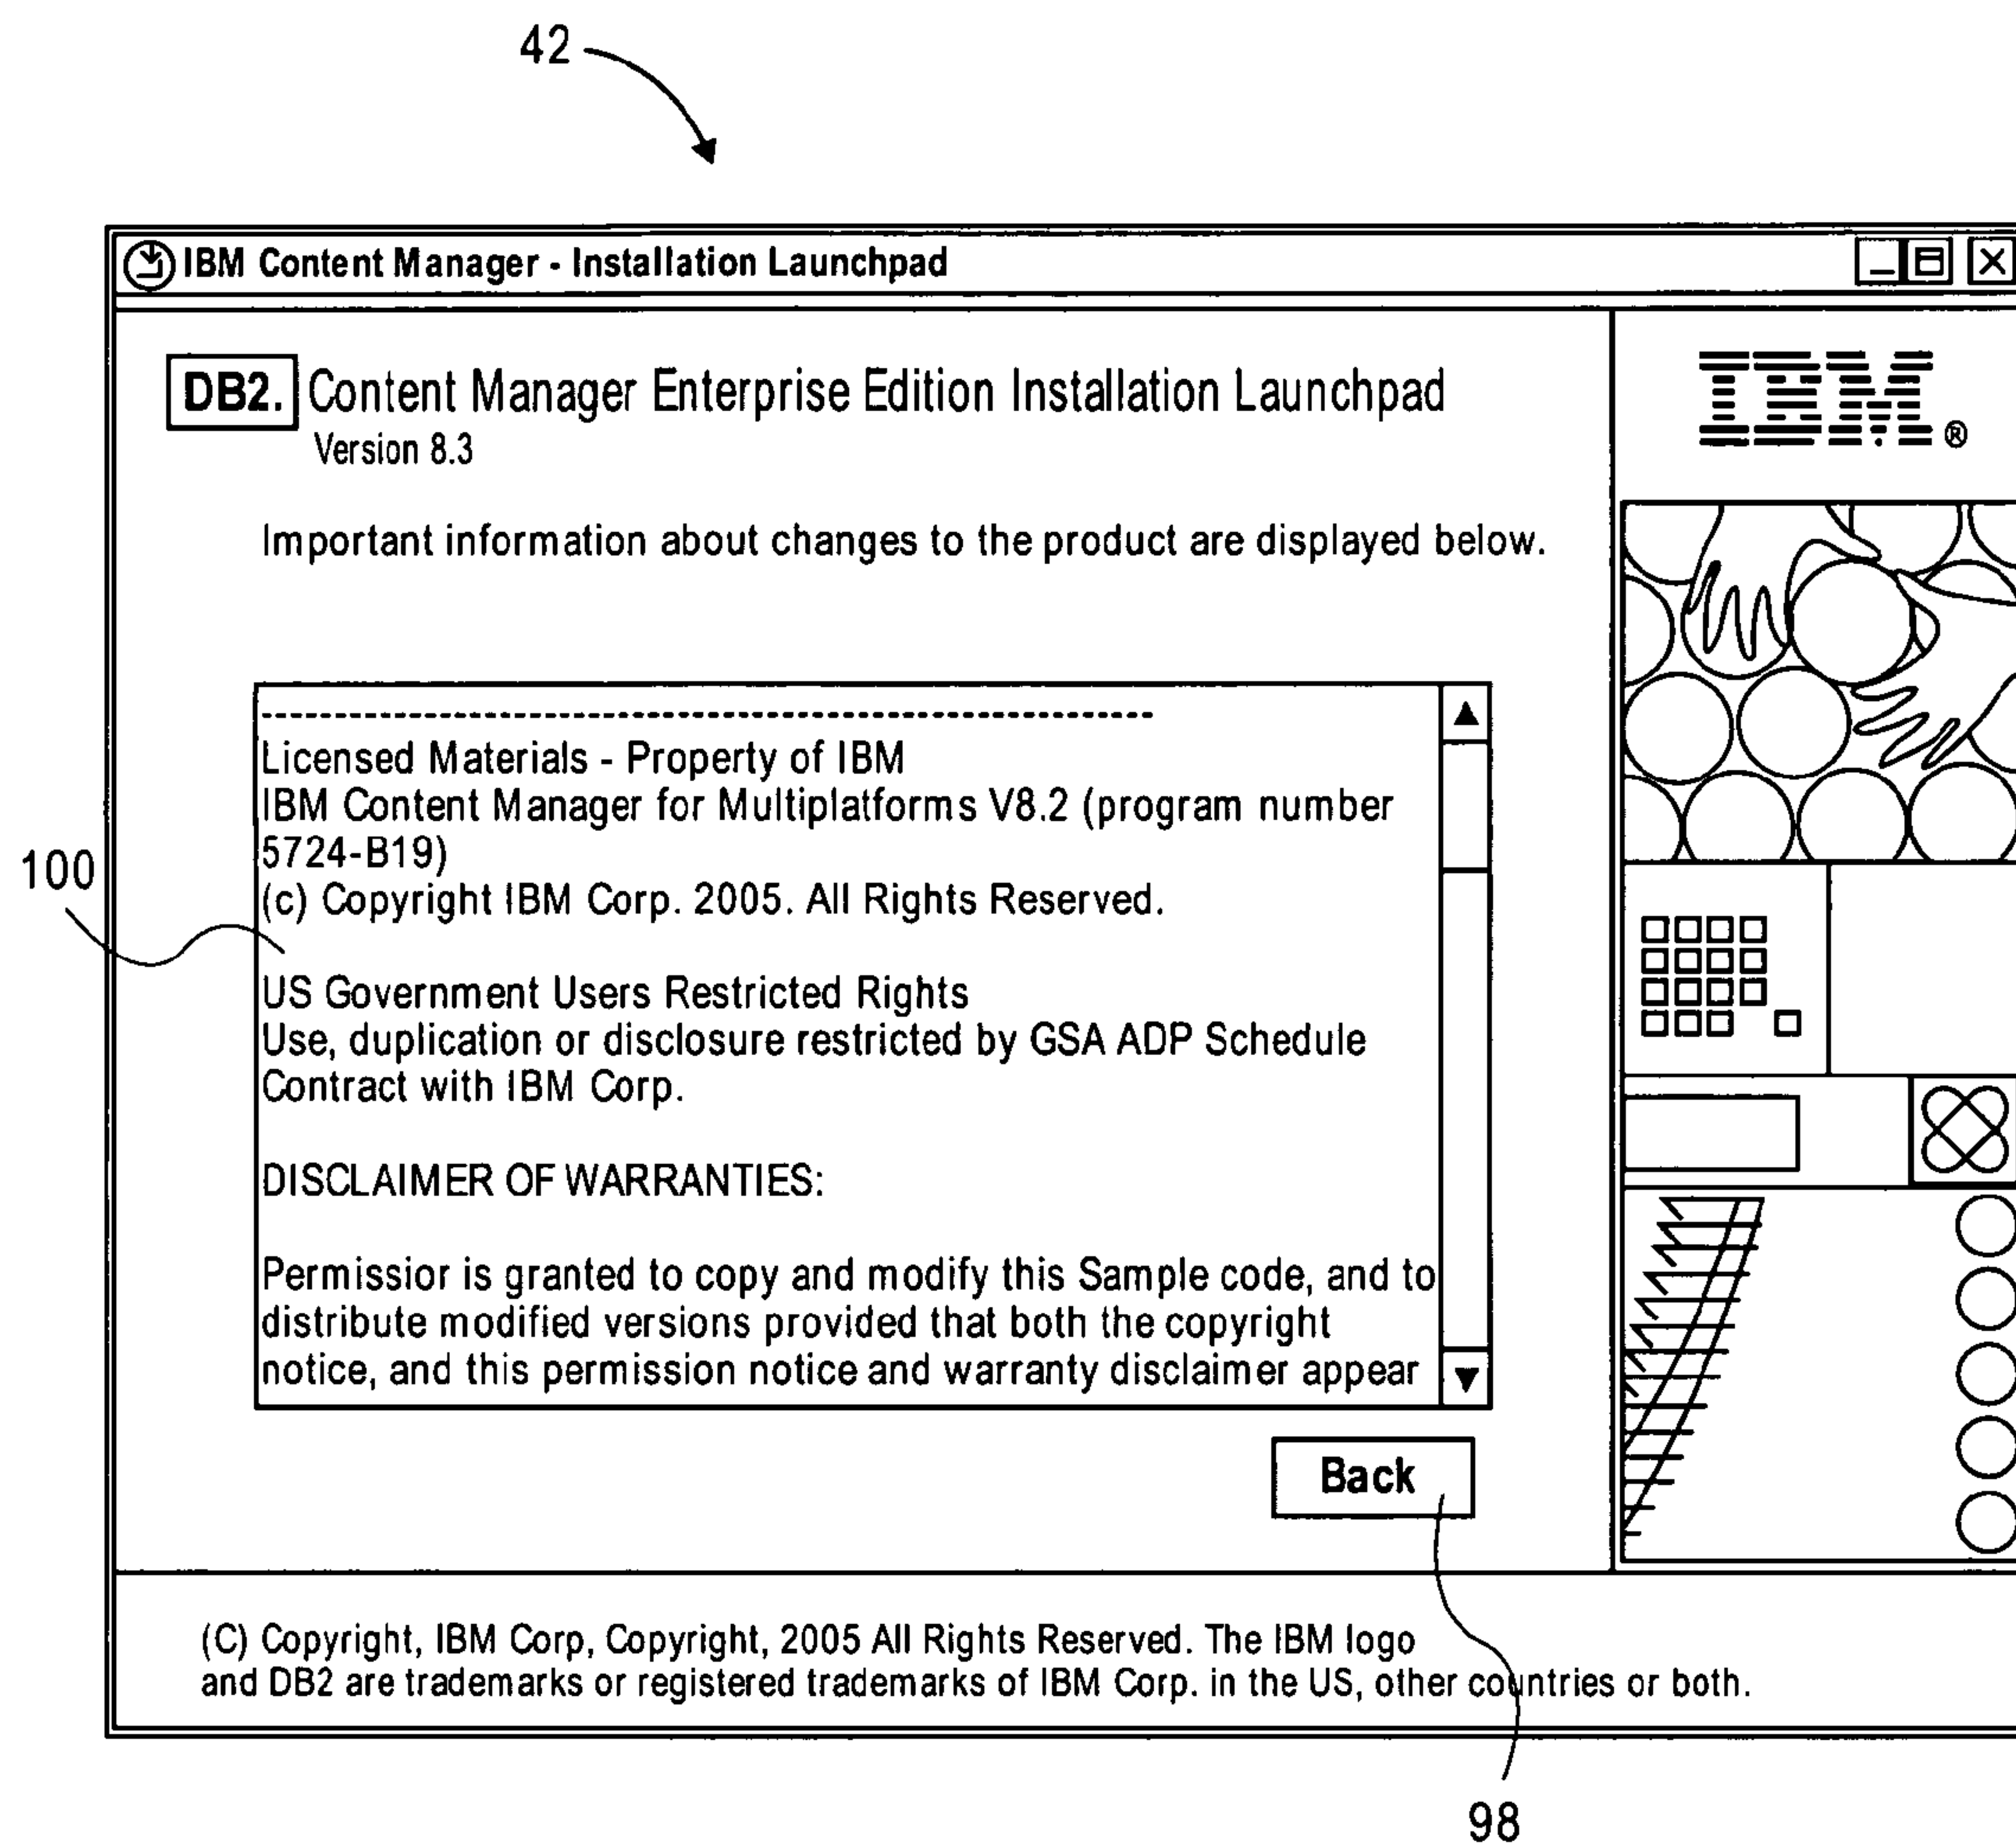 42
IBM Content Manager - Installation Launchpad
DB2. Content Manager Enterprise Edition Installation Launchpad
Version 8.3
IBM®
Important information about changes to the product are displayed below.
------------------------------------------------------------
Licensed Materials - Property of IBM
IBM Content Manager for Multiplatforms V8.2 (program number
5724-B19)
(c) Copyright IBM Corp. 2005. All Rights Reserved.
100
US Government Users Restricted Rights
Use, duplication or disclosure restricted by GSA ADP Schedule
Contract with IBM Corp.
DISCLAIMER OF WARRANTIES:
Permissior is granted to copy and modify this Sample code, and to
distribute modified versions provided that both the copyright
notice, and this permission notice and warranty disclaimer appear
Back
(C) Copyright, IBM Corp, Copyright, 2005 All Rights Reserved. The IBM logo
and DB2 are trademarks or registered trademarks of IBM Corp. in the US, other countries or both.
98